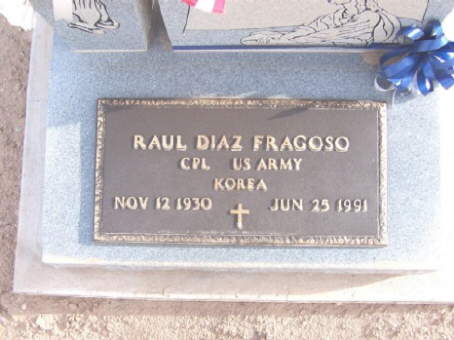 RAUL DIAZ FRAGOSO
CPL US ARMY
KOREA
NOV 12 1930 JUN 25 1991